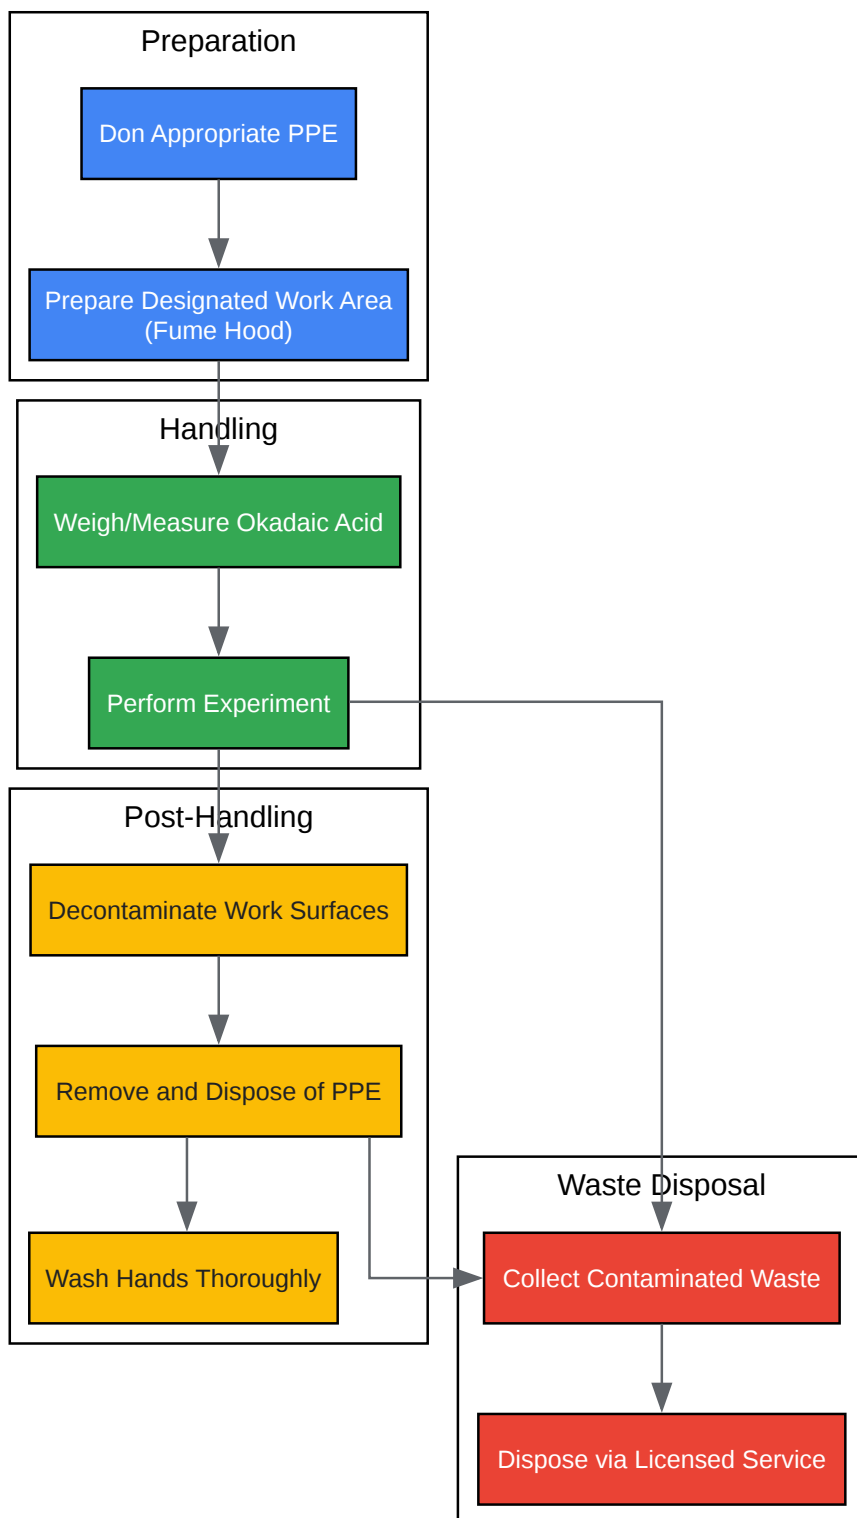 Preparation
Don Appropriate PPE
Prepare Designated Work Area
(Fume Hood)
Handling
Weigh/Measure Okadaic Acid
Perform Experiment
Post-Handling
Decontaminate Work Surfaces
Remove and Dispose of PPE
Wash Hands Thoroughly
Waste Disposal
Collect Contaminated Waste
Dispose via Licensed Service